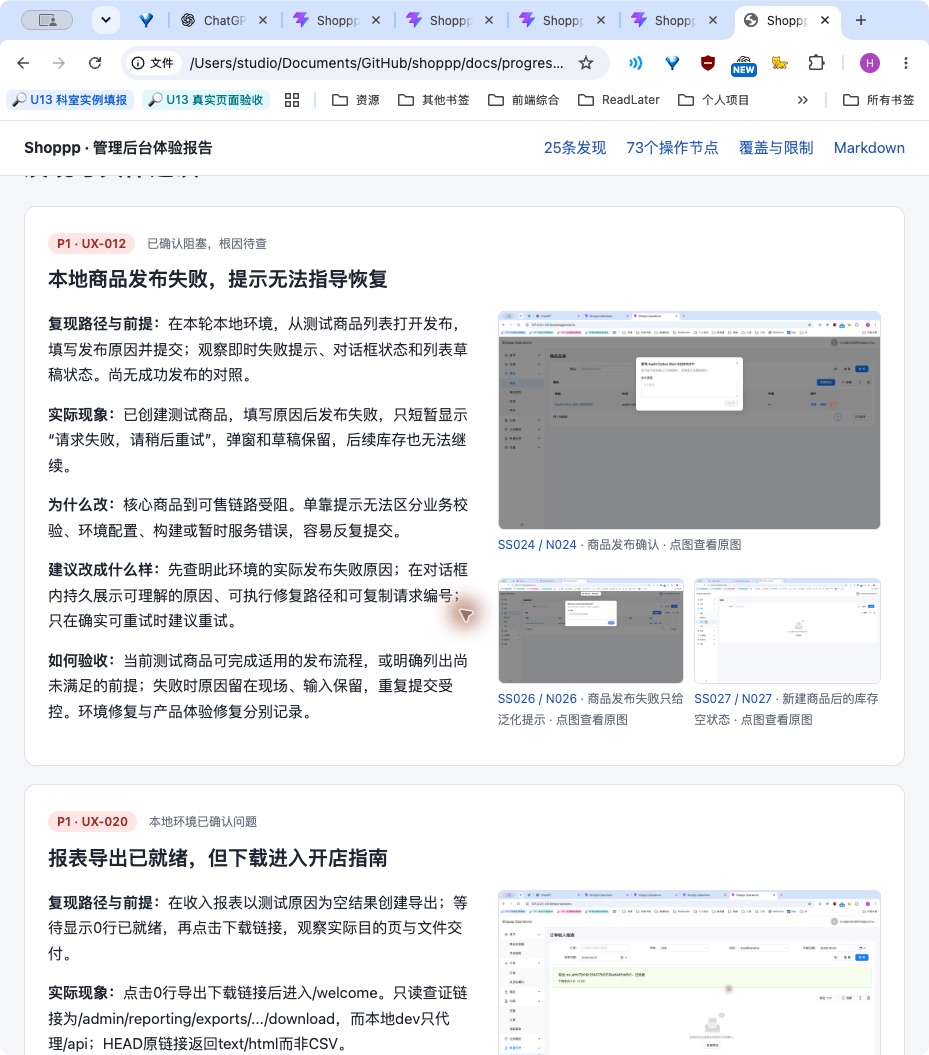 ChatGP
Shoppp
Shoppp
Shoppp
Shoppp
Shoppp
文件
/Users/studio/Documents/GitHub/shoppp/docs/progres...
NEW
H
U13 科室实例填报
U13 真实页面验收
资源
其他书签
前端综合
ReadLater
个人项目
所有书签
Shoppp · 管理后台体验报告
25条发现
73个操作节点
覆盖与限制
Markdown
P1 · UX-012
已确认阻塞，根因待查
本地商品发布失败，提示无法指导恢复
复现路径与前提：在本轮本地环境，从测试商品列表打开发布，
填写发布原因并提交；观察即时失败提示、对话框状态和列表草
稿状态。尚无成功发布的对照。
实际现象：已创建测试商品，填写原因后发布失败，只短暂显示
“请求失败，请稍后重试”，弹窗和草稿保留，后续库存也无法继
续。
为什么改：核心商品到可售链路受阻。单靠提示无法区分业务校
验、环境配置、构建或暂时服务错误，容易反复提交。
建议改成什么样：先查明此环境的实际发布失败原因；在对话框
内持久展示可理解的原因、可执行修复路径和可复制请求编号；
只在确实可重试时建议重试。
如何验收：当前测试商品可完成适用的发布流程，或明确列出尚
未满足的前提；失败时原因留在现场、输入保留，重复提交受
控。环境修复与产品体验修复分别记录。
SS024 / N024 · 商品发布确认 · 点图查看原图
SS026 / N026 · 商品发布失败只给
泛化提示 · 点图查看原图
SS027 / N027 · 新建商品后的库存
空状态 · 点图查看原图
P1 · UX-020
本地环境已确认问题
报表导出已就绪，但下载进入开店指南
复现路径与前提：在收入报表以测试原因为空结果创建导出；等
待显示0行已就绪，再点击下载链接，观察实际目的页与文件交
付。
实际现象：点击0行导出下载链接后进入/welcome。只读查证链
接为/admin/reporting/exports/.../download，而本地dev只代
理/api；HEAD原链接返回text/html而非CSV。